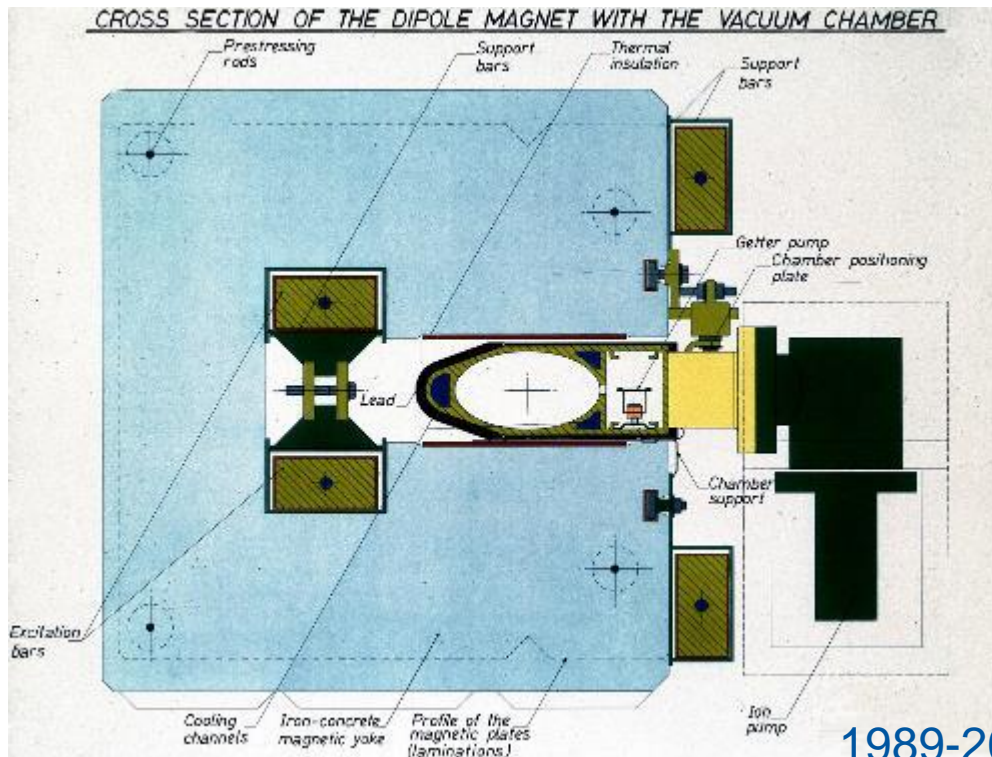 CROSS SECTION OF THE DIPOLE MAGNET WITH THE VACUUM CHAMBER
Prestressing
rods
Support
bars
Thermal
insulation
Support
bars
Getter pump
Chamber positioning
plate
Lead
Chamber
support
Excitation
bars
Cooling
channels
Iron-concrete
magnetic yoke
Profile of the
magnetic plates
(laminations)
Ion
pump
1989-20